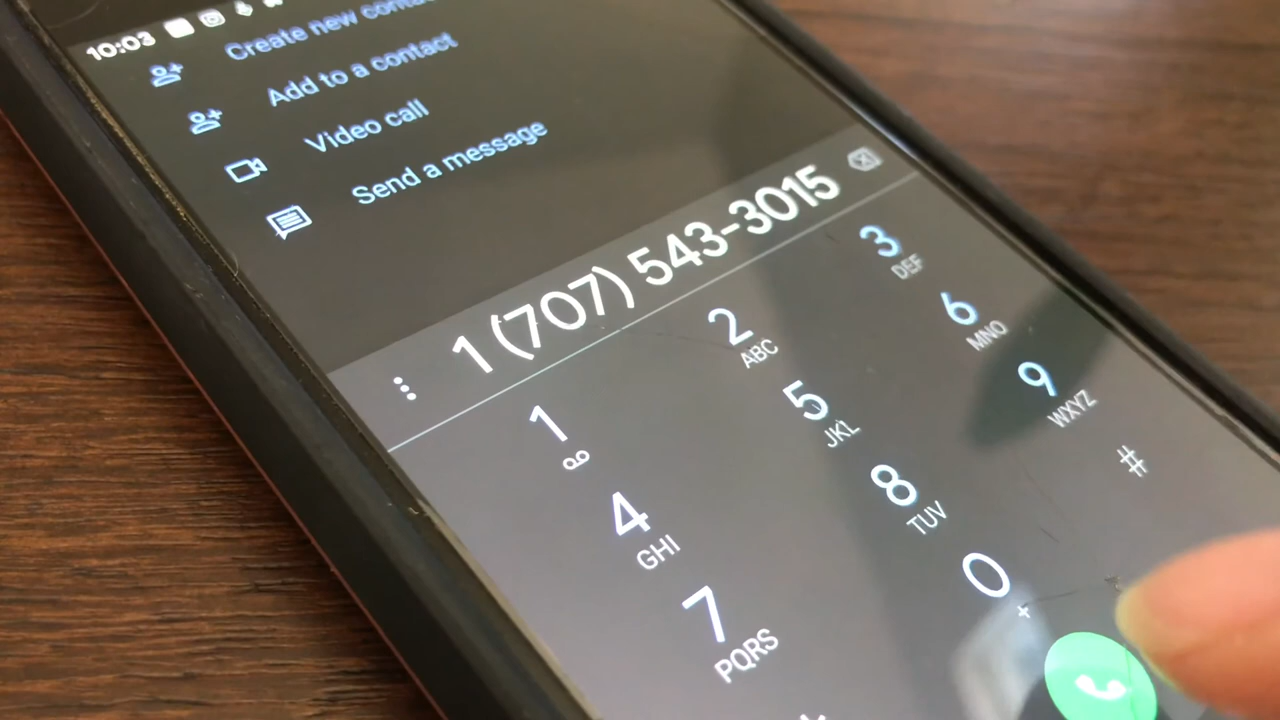 10:03
Create new conta
Add to a contact
Video call
Send a message
1 (707) 543-3015
1
2 ABC
3 DEF
4 GHI
5 JKL
6 MNO
7 PQRS
8 TUV
9 WXYZ
*
0 +
#